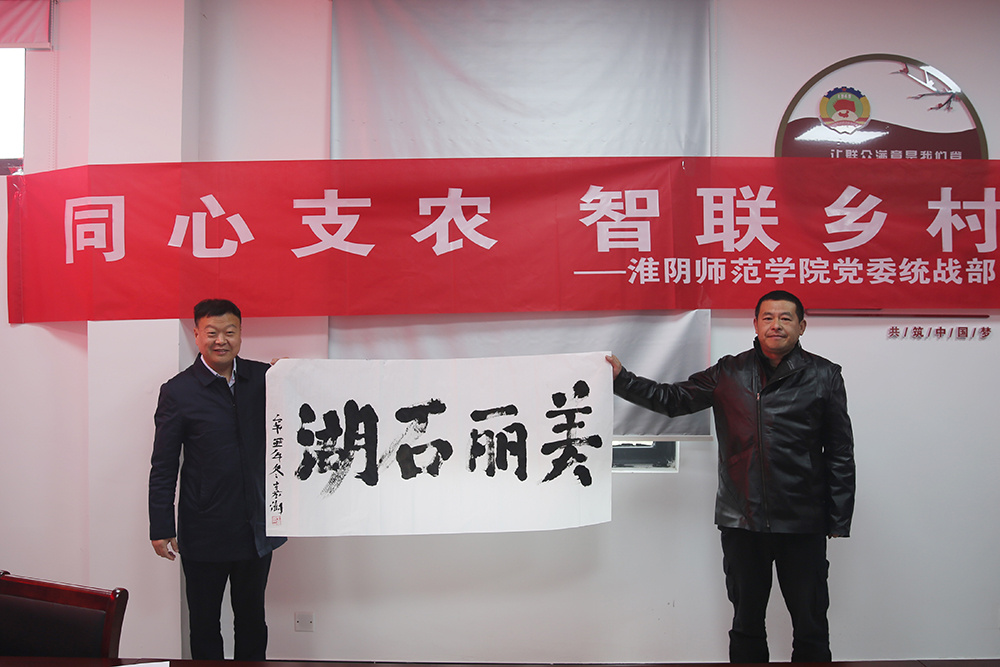 同心支农 智联乡村
——淮阴师范学院党委统战部
共/筑/中/国/梦
美丽石湖
辛丑年冬